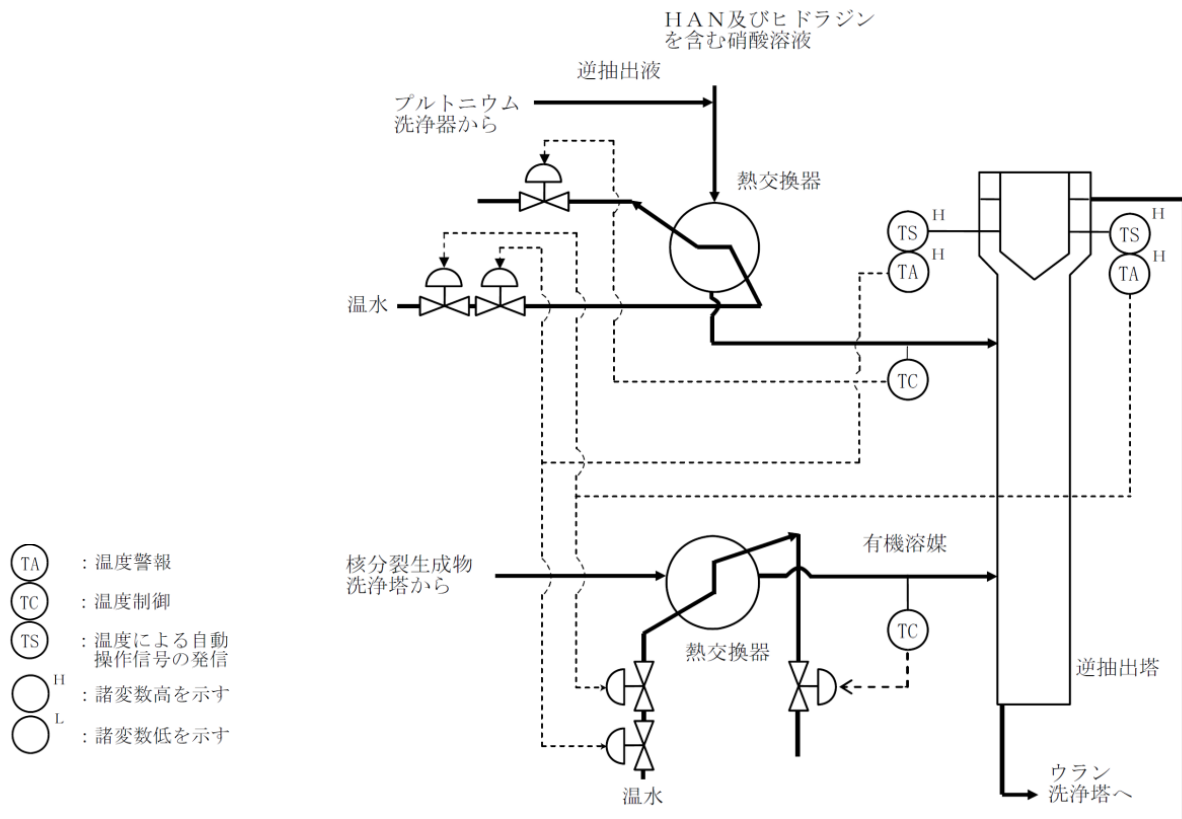 HAN及びヒドラジン
を含む硝酸溶液
逆抽出液
プルトニウム
洗浄器から
熱交換器
H
H
TS
TS
H
H
TA
TA
温水
TC
核分裂生成物
洗浄塔から
有機溶媒
TC
熱交換器
逆抽出塔
温水
ウラン
洗浄塔へ
TA :温度警報
TC :温度制御
TS :温度による自動
操作信号の発信
H :諸変数高を示す
L :諸変数低を示す